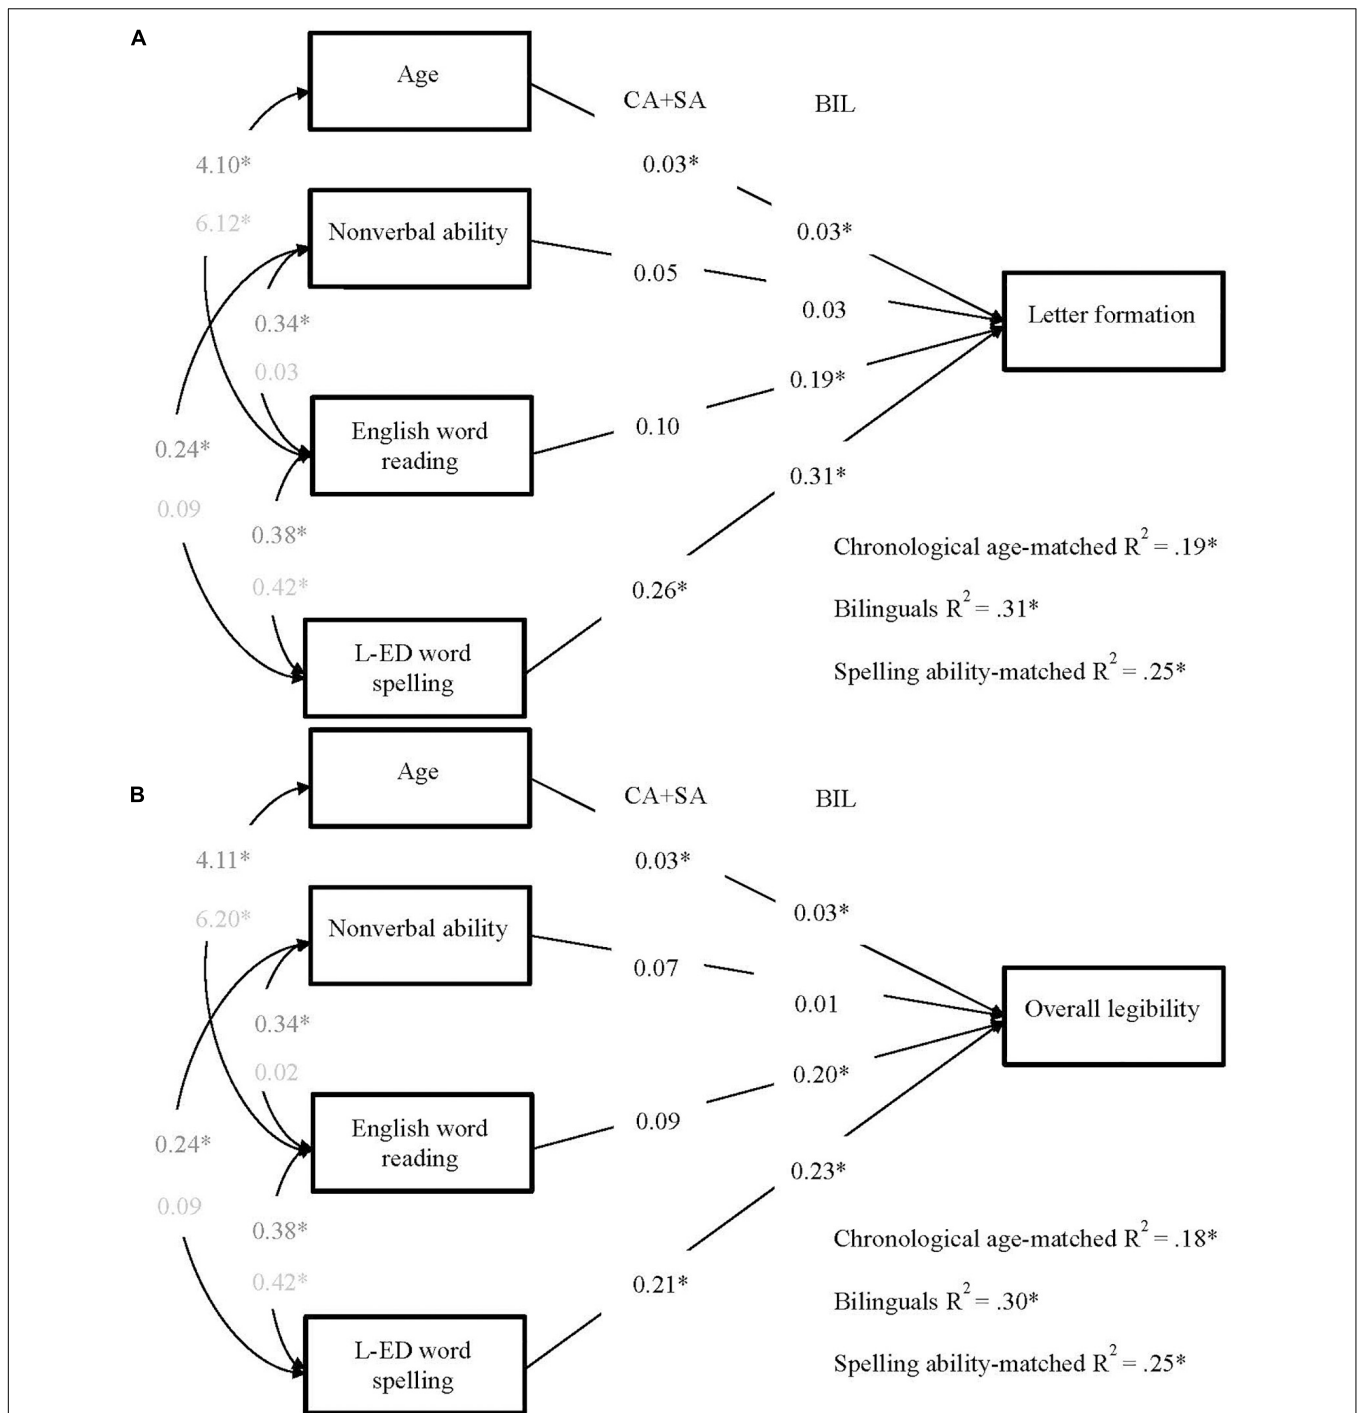 A
Age
CA+SA
BIL
4.10*
0.03*
6.12*
Nonverbal ability
0.03*
0.05
0.03
Letter formation
0.34*
0.03
0.19*
English word
reading
0.10
0.24*
0.31*
0.09
0.38*
0.42*
0.26*
Chronological age-matched R² = .19*
Bilinguals R² = .31*
Spelling ability-matched R² = .25*
L-ED word
spelling
B
Age
CA+SA
BIL
4.11*
0.03*
6.20*
Nonverbal ability
0.03*
0.07
0.01
Overall legibility
0.34*
0.02
0.20*
English word
reading
0.09
0.24*
0.23*
0.09
0.38*
0.42*
0.21*
Chronological age-matched R² = .18*
Bilinguals R² = .30*
Spelling ability-matched R² = .25*
L-ED word
spelling